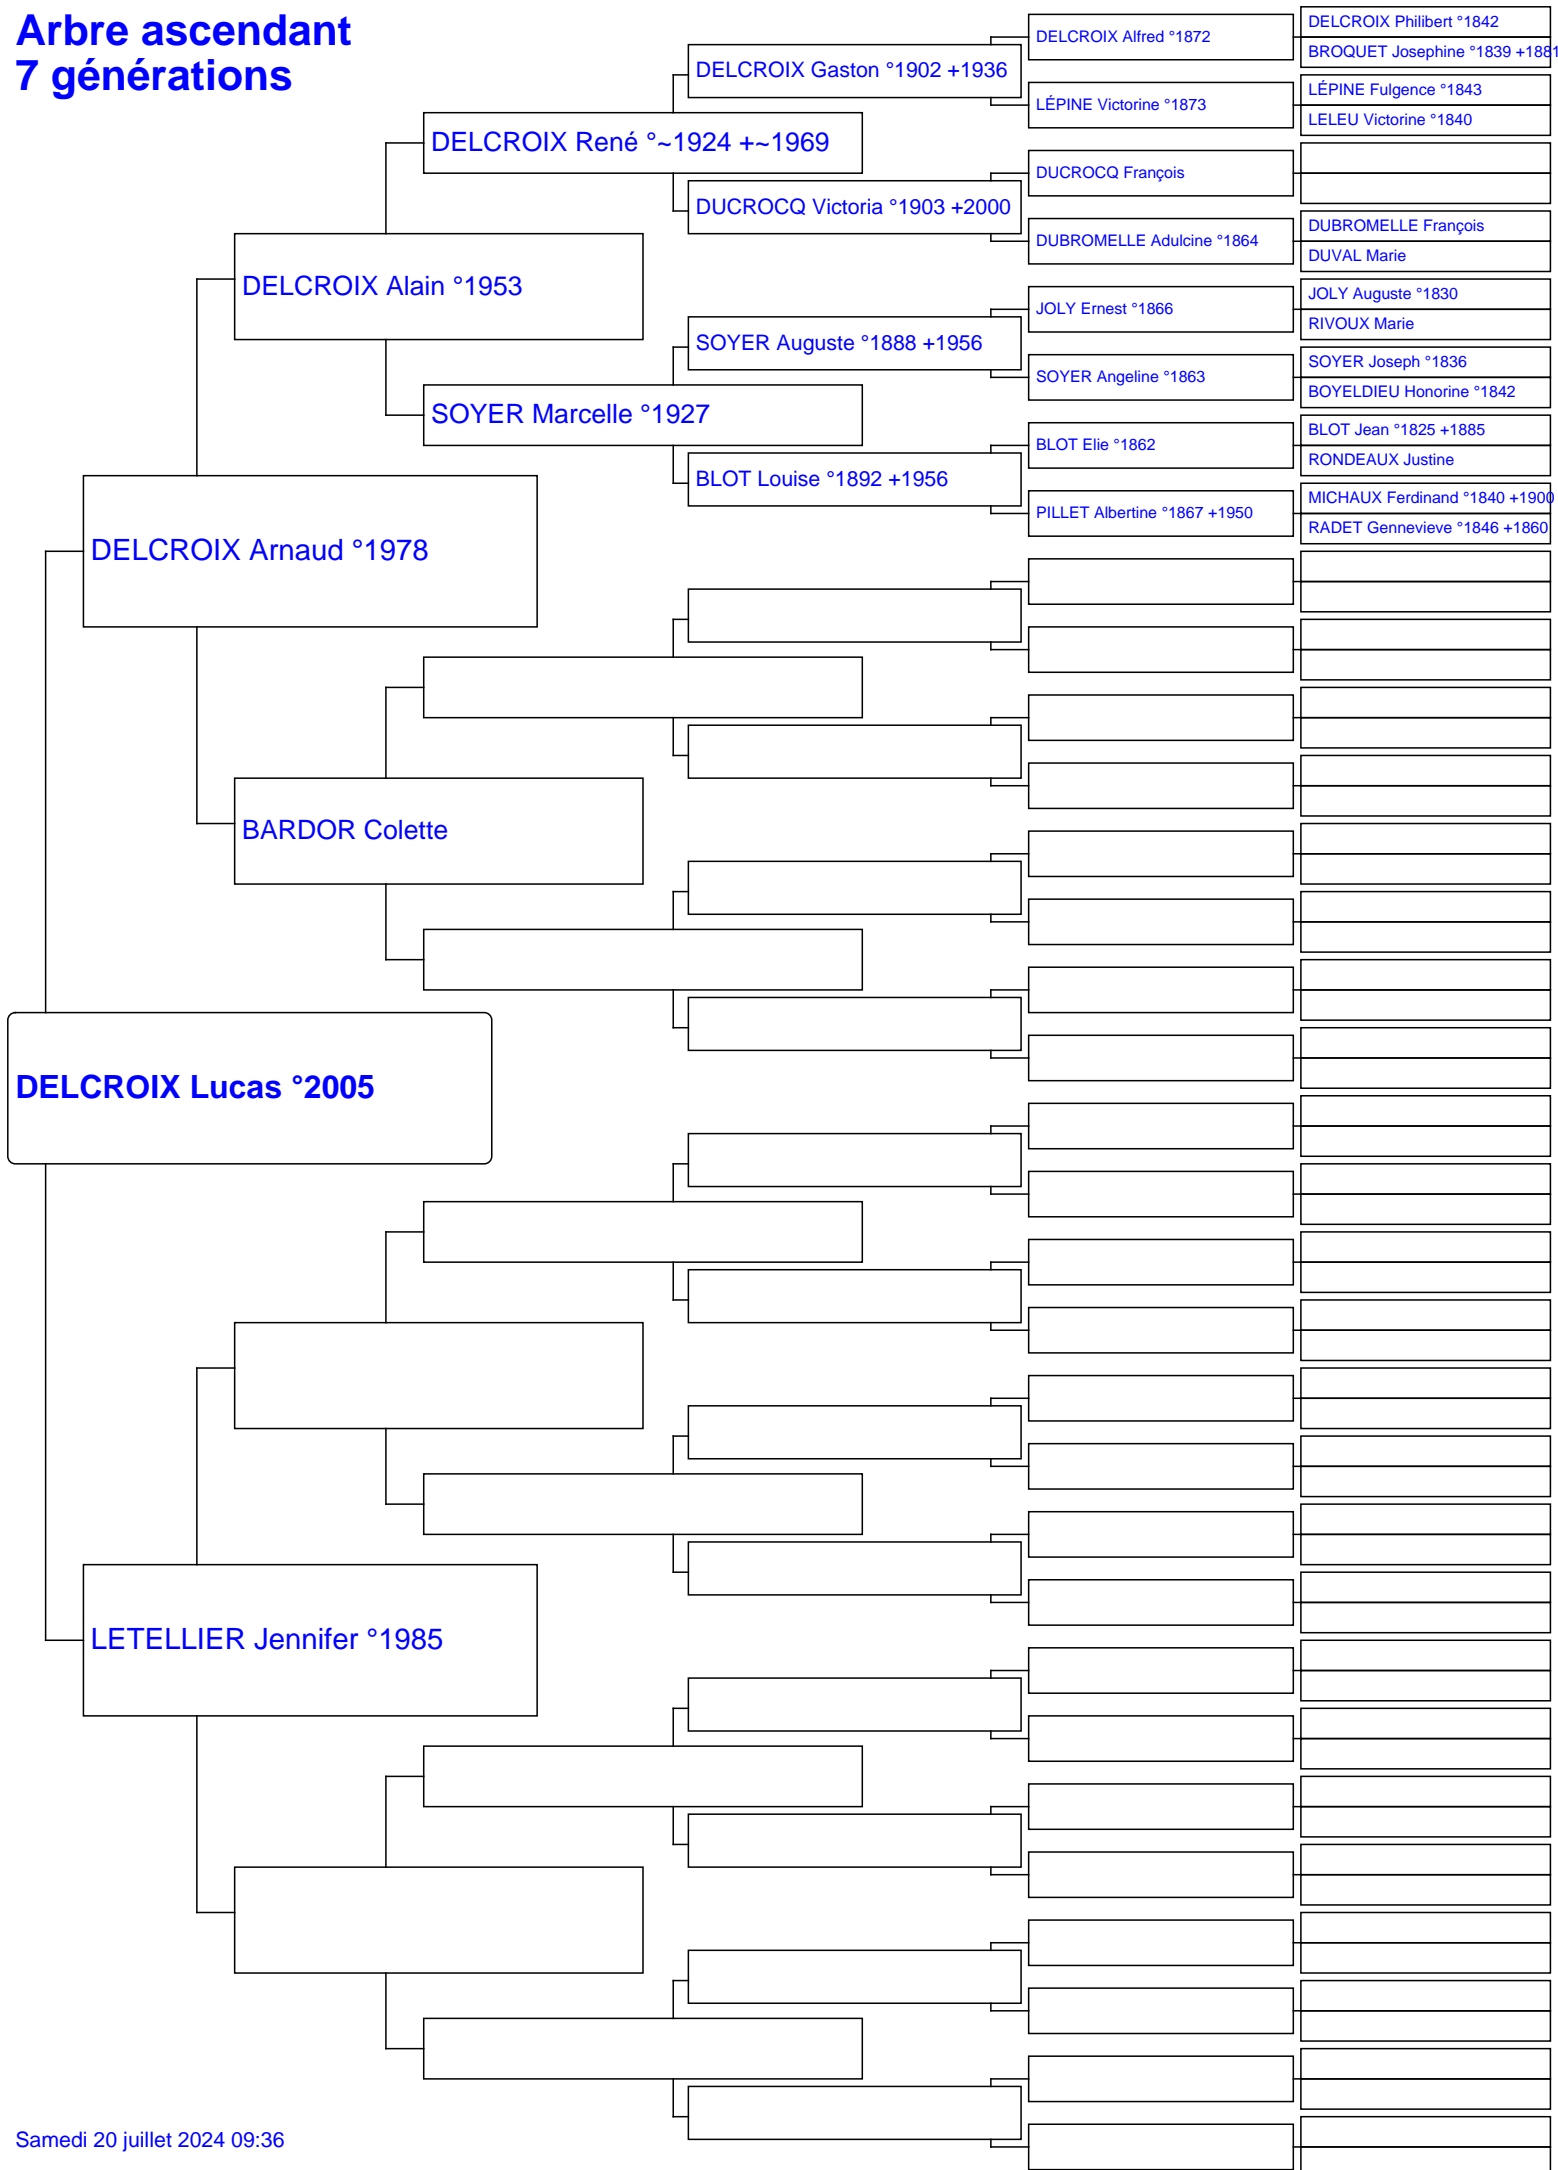 Arbre ascendant
7 générations
DELCROIX Lucas °2005
DELCROIX Arnaud °1978
LETELLIER Jennifer °1985
DELCROIX Alain °1953
BARDOR Colette
DELCROIX René °~1924 +~1969
SOYER Marcelle °1927
DELCROIX Gaston °1902 +1936
DUCROCQ Victoria °1903 +2000
SOYER Auguste °1888 +1956
BLOT Louise °1892 +1956
DELCROIX Alfred °1872
LÉPINE Victorine °1873
DUCROCQ François
DUBROMELLE Adulcine °1864
JOLY Ernest °1866
SOYER Angeline °1863
BLOT Elie °1862
PILLET Albertine °1867 +1950
DELCROIX Philibert °1842
BROQUET Josephine °1839 +1881
LÉPINE Fulgence °1843
LELEU Victorine °1840
DUBROMELLE François
DUVAL Marie
JOLY Auguste °1830
RIVOUX Marie
SOYER Joseph °1836
BOYELDIEU Honorine °1842
BLOT Jean °1825 +1885
RONDEAUX Justine
MICHAUX Ferdinand °1840 +1900
RADET Gennevieve °1846 +1860
Samedi 20 juillet 2024 09:36